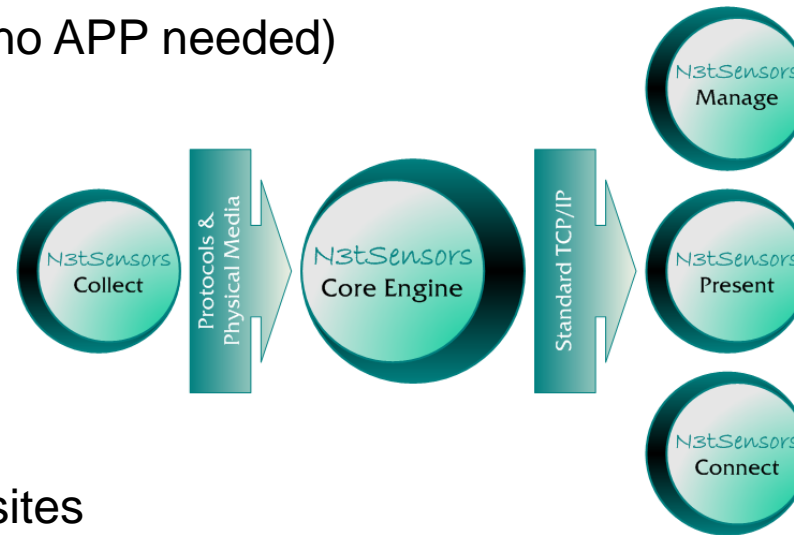 no APP needed)
N3tSensors
Collect
Protocols &
Physical Media
N3tSensors
Core Engine
Standard TCP/IP
N3tSensors
Manage
N3tSensors
Present
N3tSensors
Connect
sites